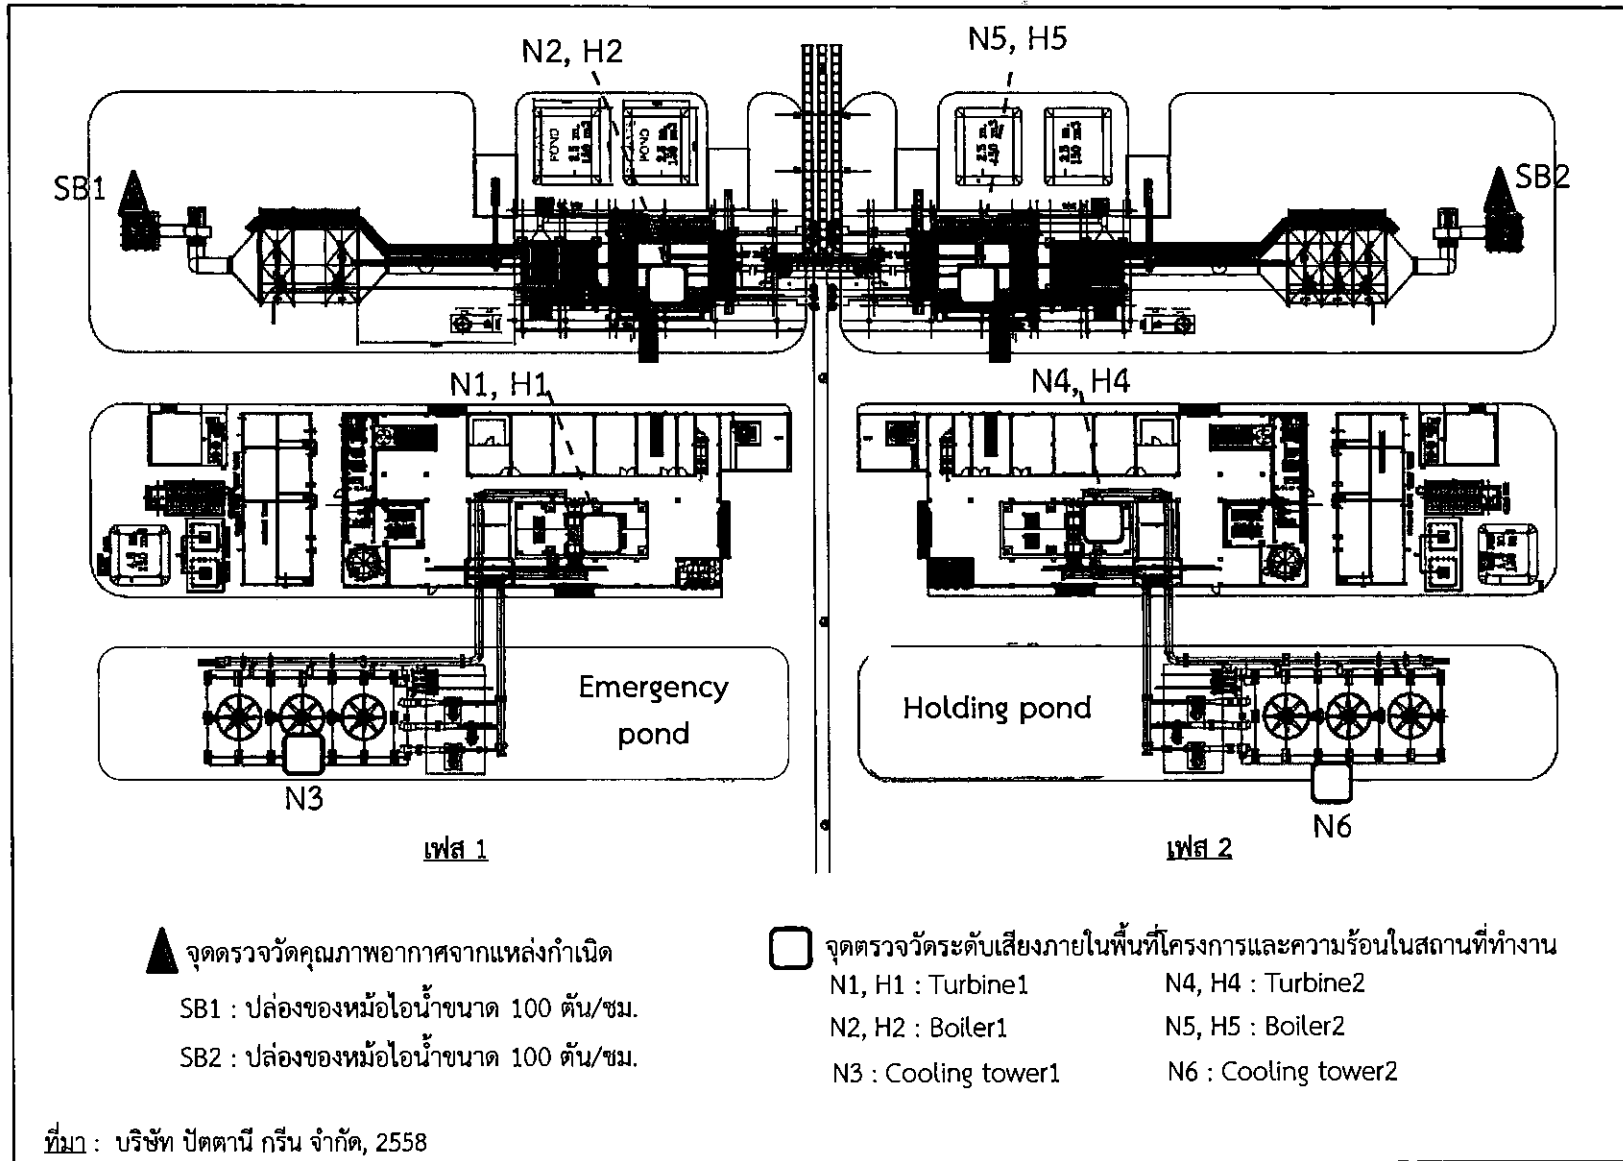 N2, H2
N5, H5
SB1
SB2
POND
POND
N1, H1
N4, H4
Emergency
pond
Holding pond
N3
N6
เฟส 1
เฟส 2
จุดตรวจวัดคุณภาพอากาศจากแหล่งกำเนิด
SB1 : ปล่องของหม้อไอน้ำขนาด 100 ตัน/ชม.
SB2 : ปล่องของหม้อไอน้ำขนาด 100 ตัน/ชม.
จุดตรวจวัดระดับเสียงภายในพื้นที่โครงการและความร้อนในสถานที่ทำงาน
N1, H1 : Turbine1
N4, H4 : Turbine2
N2, H2 : Boiler1
N5, H5 : Boiler2
N3 : Cooling tower1
N6 : Cooling tower2
ที่มา : บริษัท ปัตตานี กรีน จำกัด, 2558